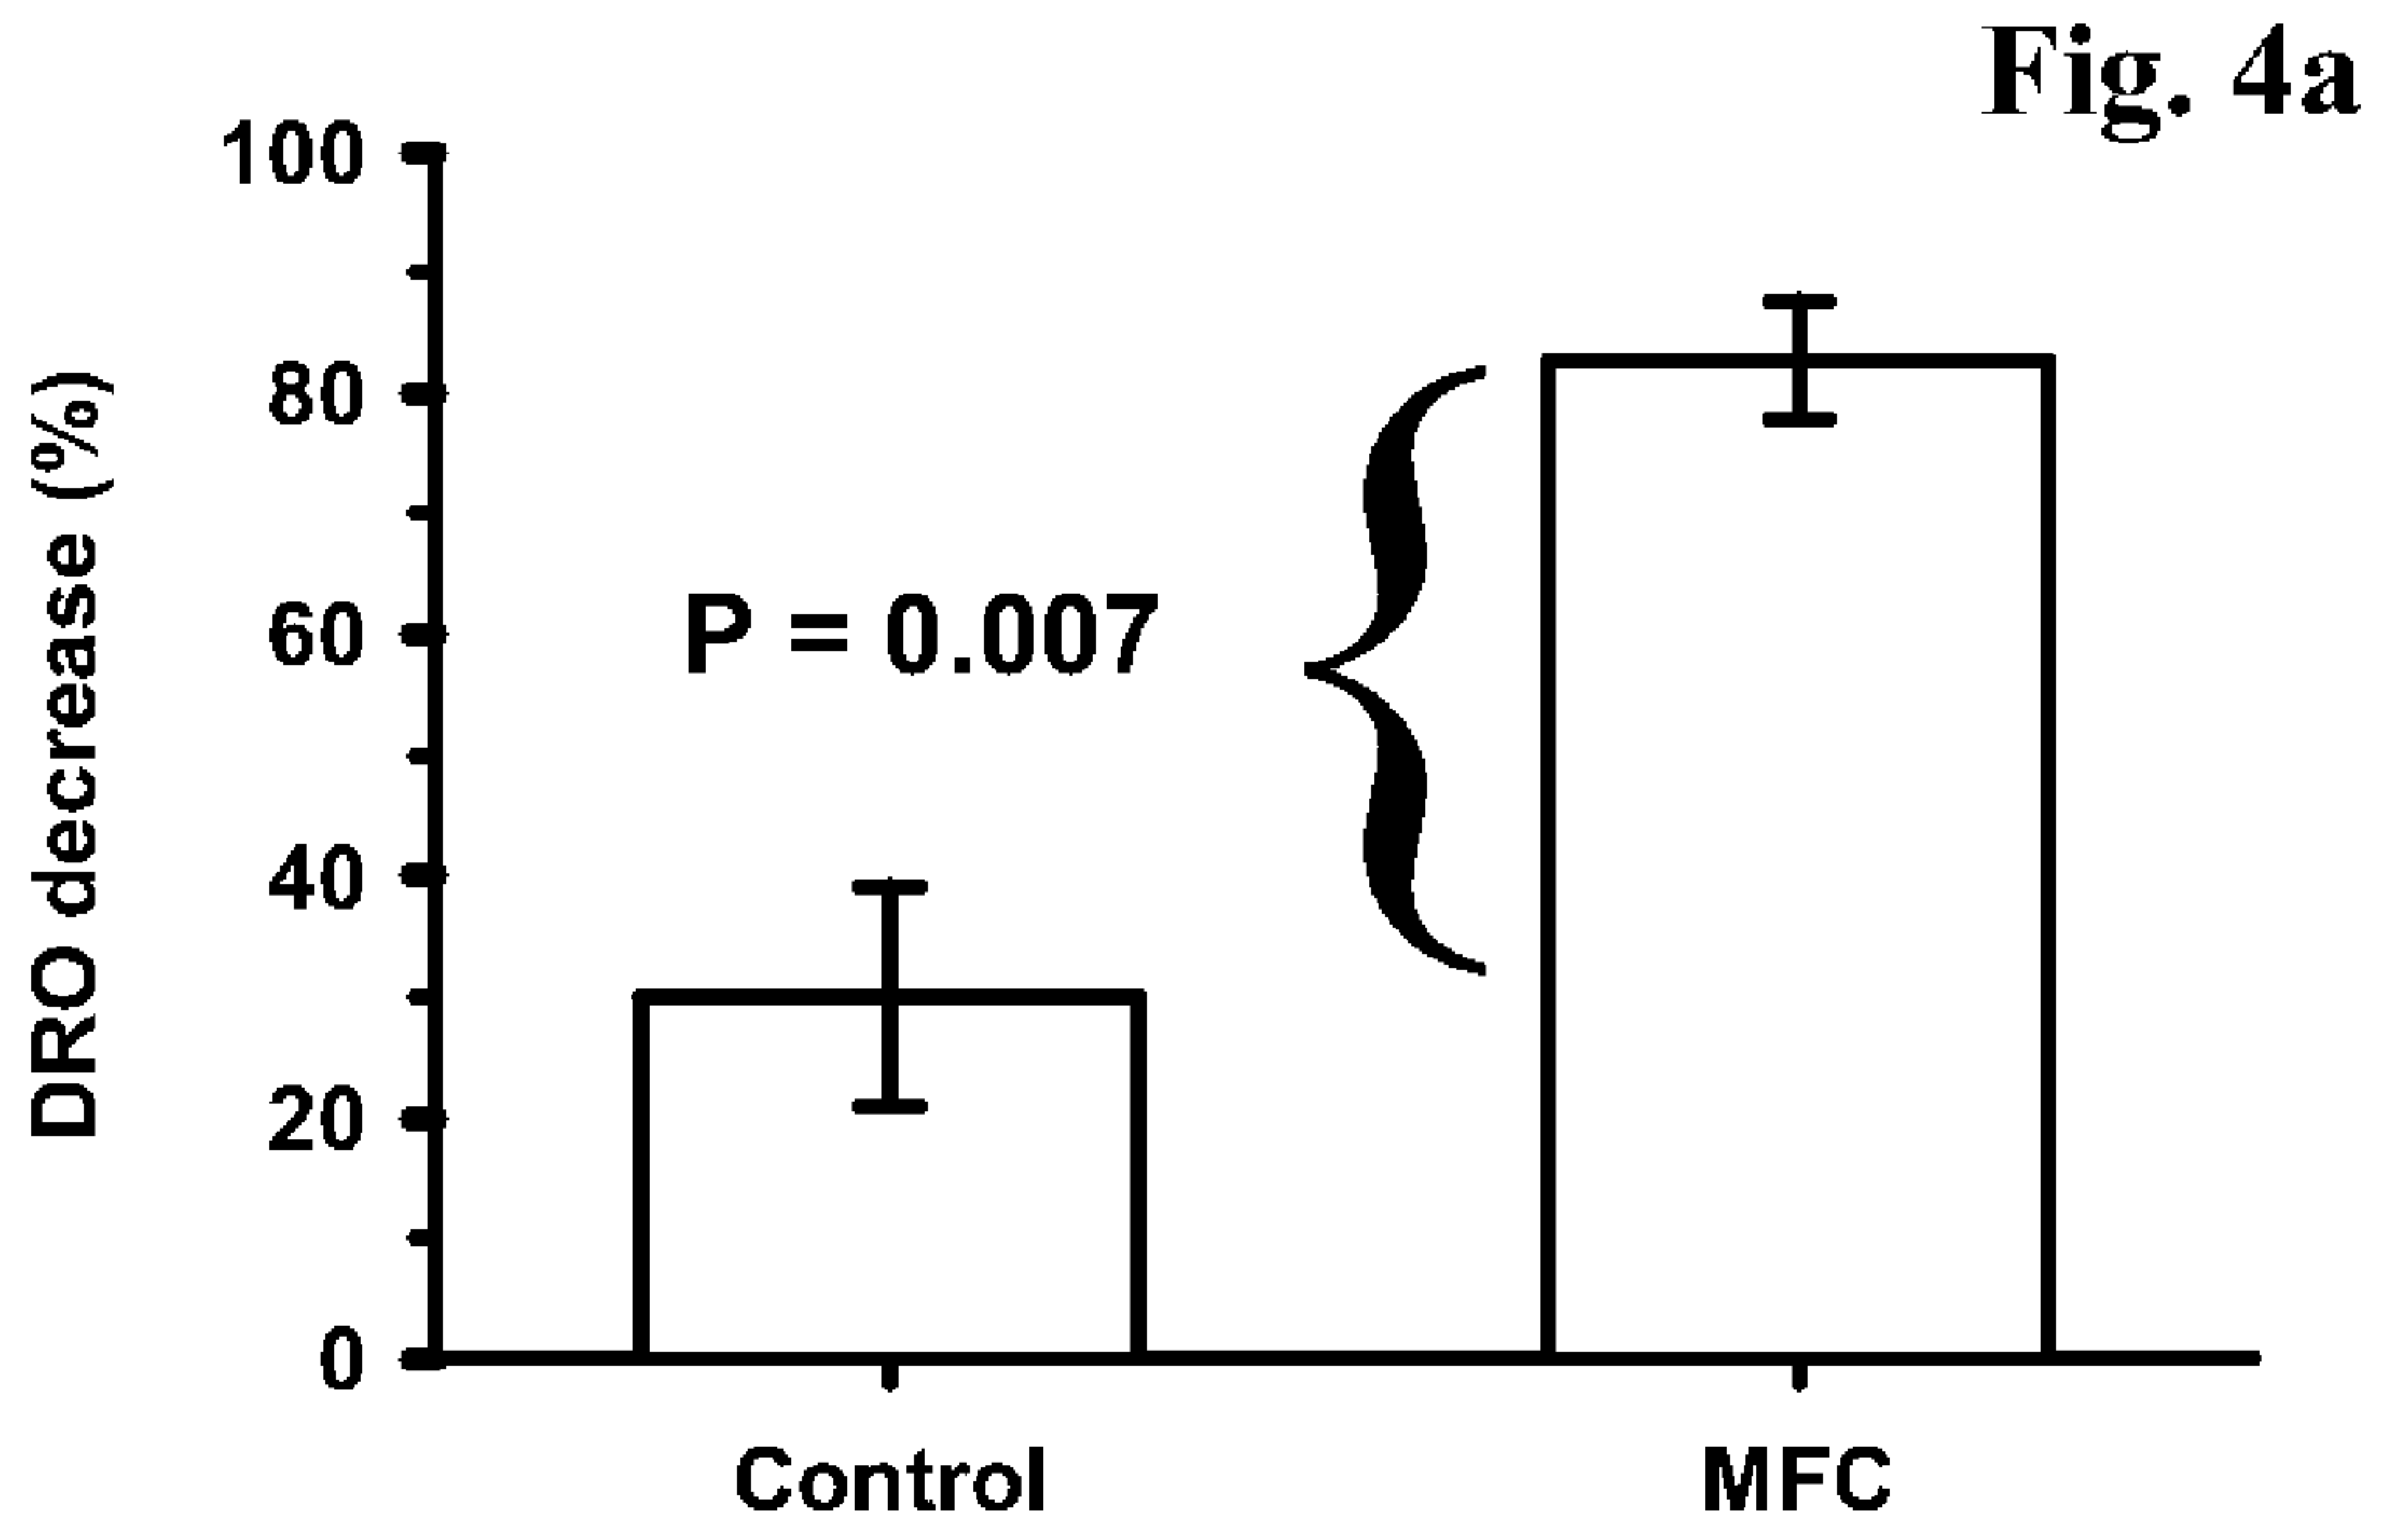 Fig. 4a
DRO decrease (%)
100
80
60
40
20
0
P = 0.007
Control
MFC